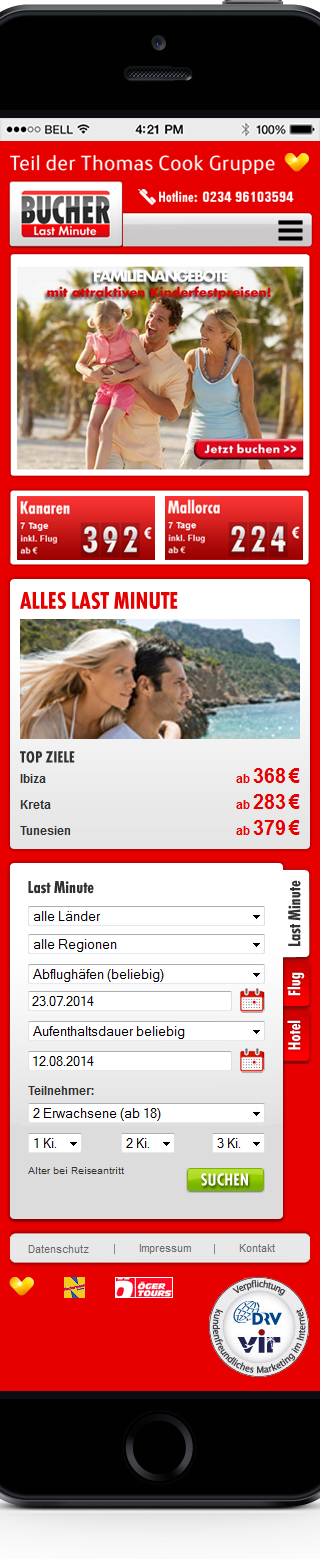 BELL 4:21 PM 100%
Teil der Thomas Cook Gruppe
BUCHER
Last Minute
Hotline: 0234 96103594
FAMILIENANGEBOTE
mit attraktiven Kinderfestpreisen!
Jetzt buchen >>
Kanaren
7 Tage
inkl. Flug
ab €
392 €
Mallorca
7 Tage
inkl. Flug
ab €
224 €
ALLES LAST MINUTE
TOP ZIELE
Ibiza ab 368 €
Kreta ab 283 €
Tunesien ab 379 €
Last Minute
alle Länder
alle Regionen
Abflughäfen (beliebig)
23.07.2014
Aufenthaltsdauer beliebig
12.08.2014
Teilnehmer:
2 Erwachsene (ab 18)
1 Ki. 2 Ki. 3 Ki.
Alter bei Reiseantritt
SUCHEN
Last Minute
Flug
Hotel
Datenschutz | Impressum | Kontakt
ÖGER
TOURS
Verpflichtung
DRV
vir
kundenfreundliches Marketing im Internet